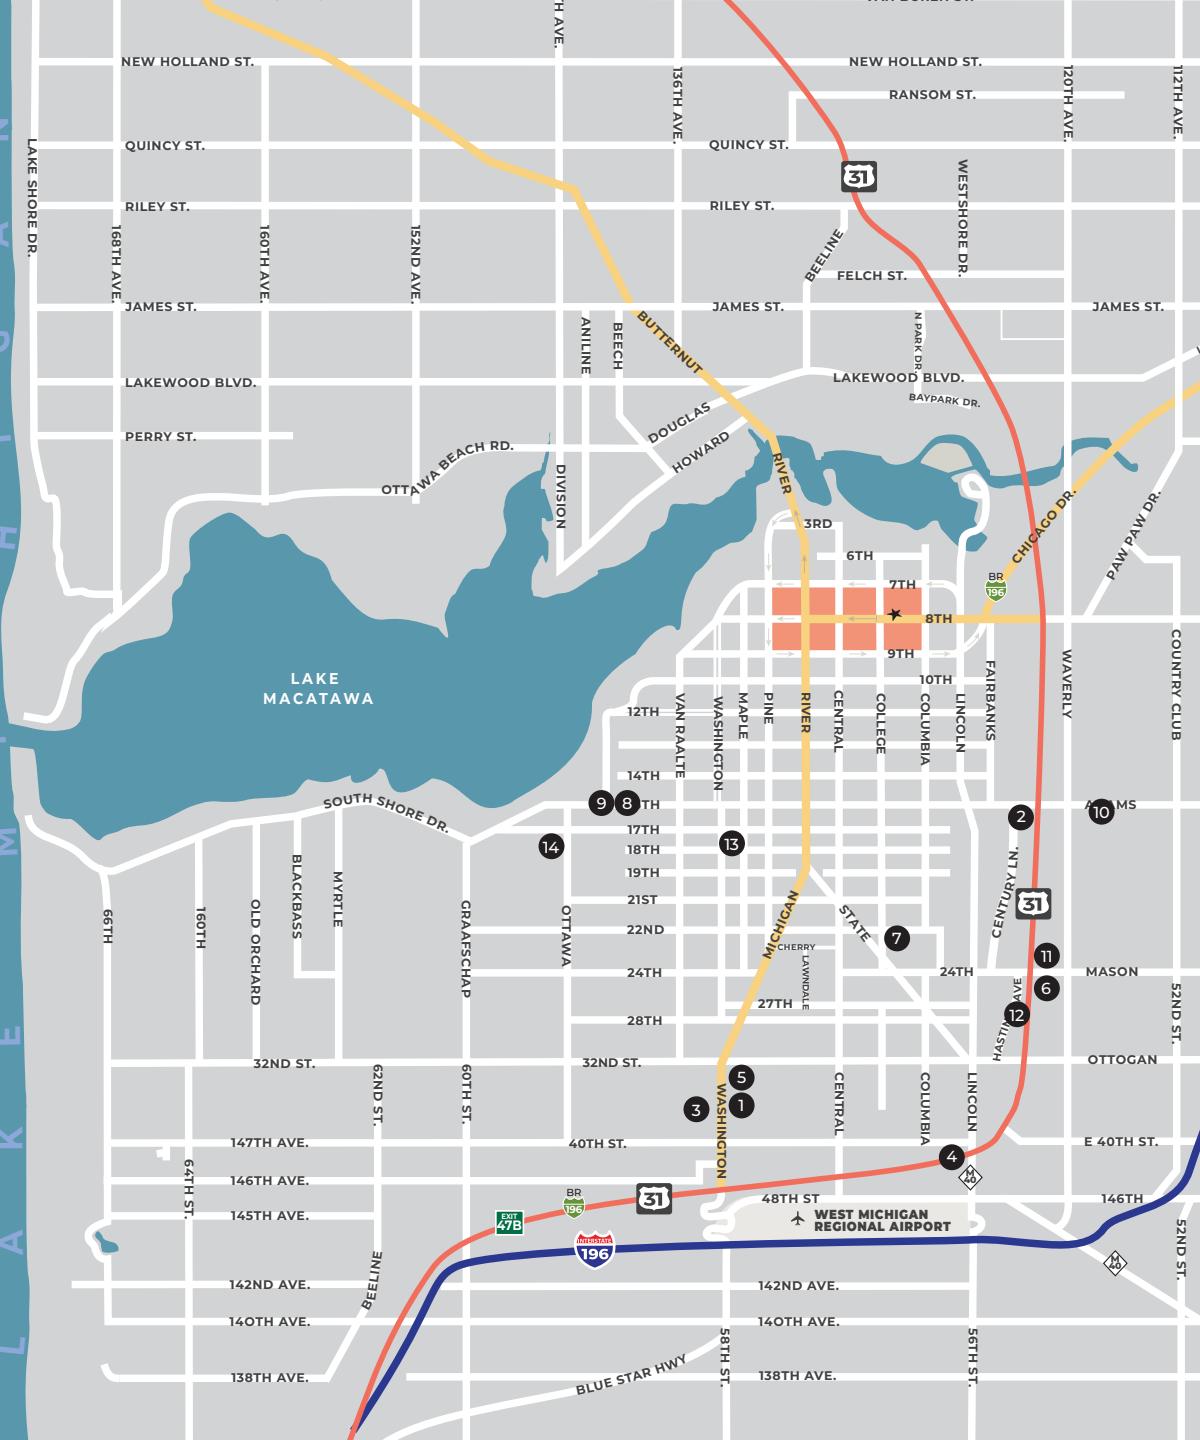 NEW HOLLAND ST.
NEW HOLLAND ST.
RANSOM ST.
136TH AVE.
120TH AVE.
112TH AVE.
LAKE SHORE DR.
QUINCY ST.
QUINCY ST.
31
WESTSHORE DR.
RILEY ST.
RILEY ST.
168TH AVE.
160TH AVE.
152ND AVE.
BEELINE
FELCH ST.
JAMES ST.
JAMES ST.
JAMES ST.
ANILINE
BEECH
BUTTERNUT
N PARK DR.
LAKEWOOD BLVD.
LAKEWOOD BLVD.
BAYPARK DR.
PERRY ST.
DOUGLAS
HOWARD
OTTAWA BEACH RD.
DIVISION
RIVER
CHICAGO DR.
PAW PAW DR.
3RD
6TH
7TH
BR
196
8TH
9TH
10TH
LAKE
MACATAWA
FAIRBANKS
WAVERLY
COUNTRY CLUB
12TH
VAN RAALTE
WASHINGTON
MAPLE
PINE
RIVER
CENTRAL
COLLEGE
COLUMBIA
LINCOLN
14TH
SOUTH SHORE DR.
9
8
TH
2
10
17TH
18TH
19TH
13
14
21ST
22ND
24TH
27TH
28TH
66TH
160TH
OLD ORCHARD
BLACKBASS
MYRTLE
GRAAFSCHAP
OTTAWA
MICHIGAN
CHERRY
LAWNDALE
STATE
7
CENTURY LN.
31
11
24TH
MASON
6
12
52ND ST.
32ND ST.
32ND ST.
OTTOGAN
62ND ST.
60TH ST.
5
3
1
WASHINGTON
CENTRAL
COLUMBIA
LINCOLN
147TH AVE.
40TH ST.
E 40TH ST.
4
M
40
64TH ST.
146TH AVE.
BR
196
31
48TH ST
146TH
145TH AVE.
EXIT
47B
WEST MICHIGAN
REGIONAL AIRPORT
INTERSTATE
196
52ND ST.
BEELINE
M
40
142ND AVE.
142ND AVE.
140TH AVE.
140TH AVE.
58TH ST.
56TH ST.
138TH AVE.
BLUE STAR HWY
138TH AVE.